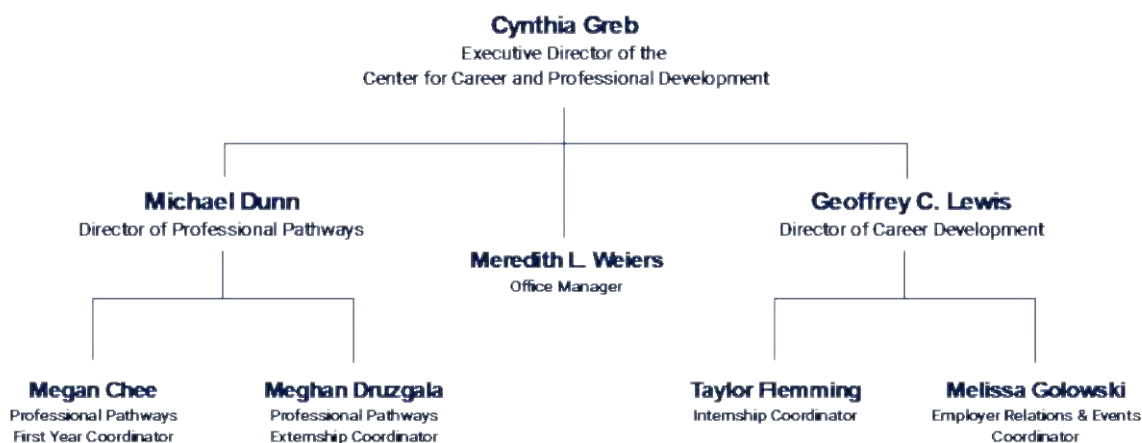 Cynthia Greb
Executive Director of the
Center for Career and Professional Development
Michael Dunn
Director of Professional Pathways
Geoffrey C. Lewis
Director of Career Development
Meredith L. Weiers
Office Manager
Megan Chee
Professional Pathways
First Year Coordinator
Meghan Druzgala
Professional Pathways
Externship Coordinator
Taylor Flemming
Internship Coordinator
Melissa Golowski
Employer Relations & Events
Coordinator